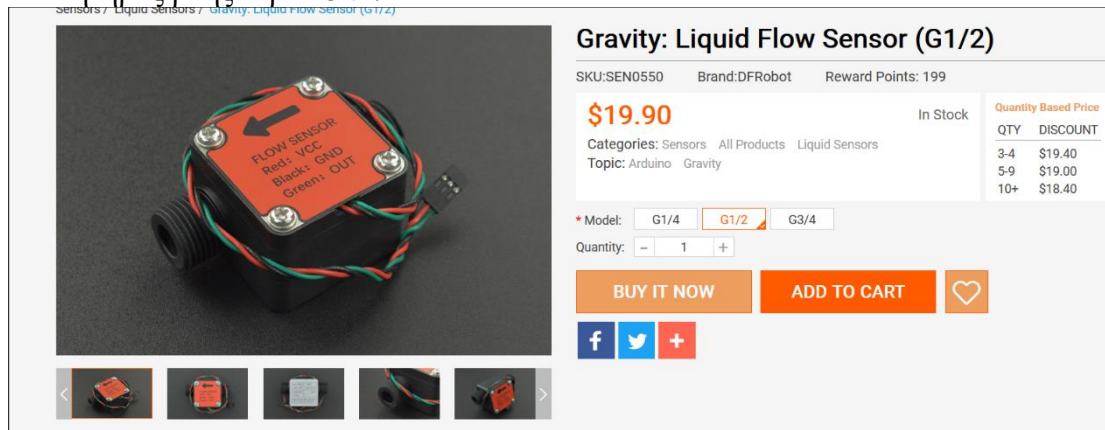 Sensors / Liquid Sensors / Gravity: Liquid Flow Sensor (G1/2)
Gravity: Liquid Flow Sensor (G1/2)
SKU:SEN0550 Brand:DFRobot Reward Points: 199
$19.90
In Stock
Categories: Sensors All Products Liquid Sensors
Topic: Arduino Gravity
Quantity Based Price
QTY DISCOUNT
3-4 $19.40
5-9 $19.00
10+ $18.40
* Model: G1/4 G1/2 G3/4
Quantity: - 1 +
BUY IT NOW
ADD TO CART
FLOW SENSOR
Red: VCC
Black: GND
Green: OUT